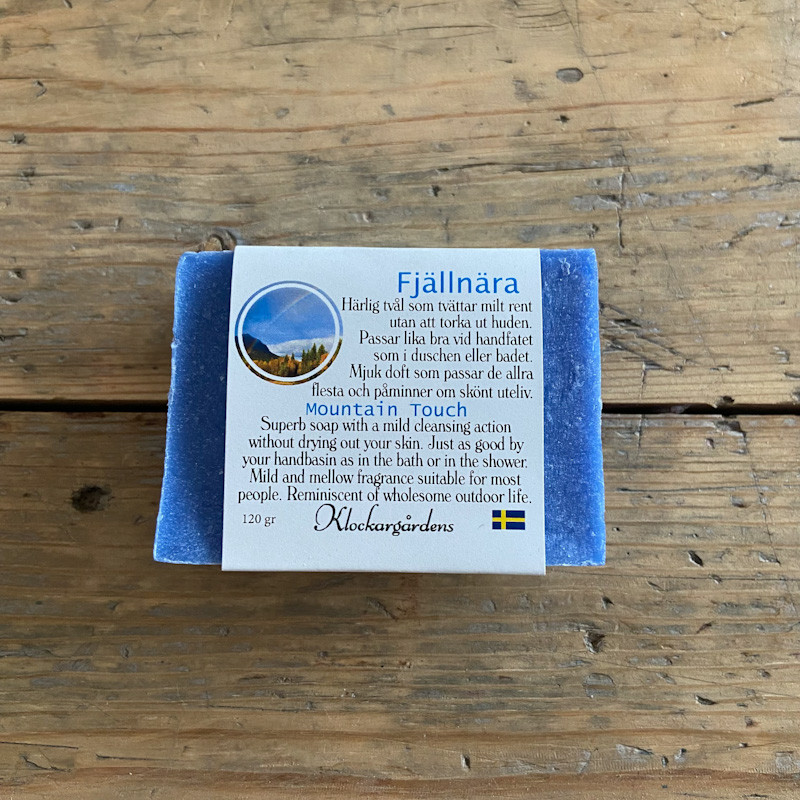 Fjällnära
Härlig tvål som tvättar milt rent
utan att torka ut huden.
Passar lika bra vid handfatet
som i duschen eller badet.
Mjuk doft som passar de allra
flesta och påminner om skönt uteliv.
Mountain Touch
Superb soap with a mild cleansing action
without drying out your skin. Just as good by
your handbasin as in the bath or in the shower.
Mild and mellow fragrance suitable for most
people. Reminiscent of wholesome outdoor life.
120 gr Klockargårdens